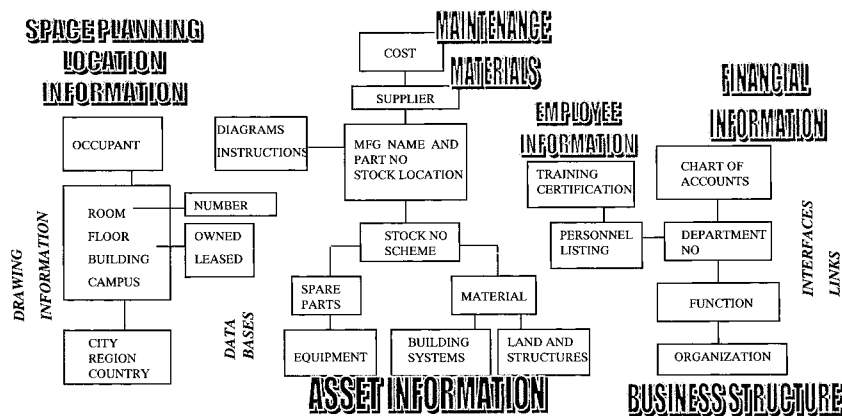 SPACE PLANNING
LOCATION
INFORMATION
OCCUPANT
ROOM
FLOOR
BUILDING
CAMPUS
NUMBER
OWNED
LEASED
CITY
REGION
COUNTRY
DRAWING
INFORMATION
DATA
BASES
MAINTENANCE
MATERIALS
COST
SUPPLIER
DIAGRAMS
INSTRUCTIONS
MFG NAME AND
PART NO
STOCK LOCATION
STOCK NO
SCHEME
SPARE
PARTS
MATERIAL
EQUIPMENT
BUILDING
SYSTEMS
LAND AND
STRUCTURES
ASSET INFORMATION
EMPLOYEE
INFORMATION
TRAINING
CERTIFICATION
PERSONNEL
LISTING
FINANCIAL
INFORMATION
CHART OF
ACCOUNTS
DEPARTMENT
NO
FUNCTION
ORGANIZATION
INTERFACES
LINKS
BUSINESS STRUCTURE